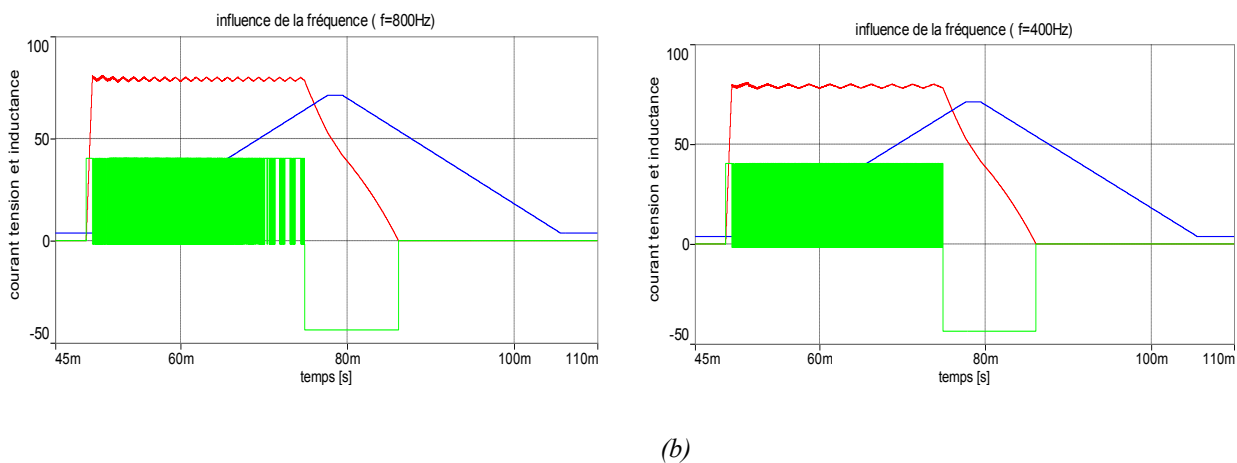 influence de la fréquence ( f=800Hz)
100
50
0
-50
courant tension et inductance
45m
60m
80m
100m
110m
temps [s]
influence de la fréquence ( f=400Hz)
100
50
0
-50
courant tension et inductance
45m
60m
80m
100m
110m
temps [s]
(b)